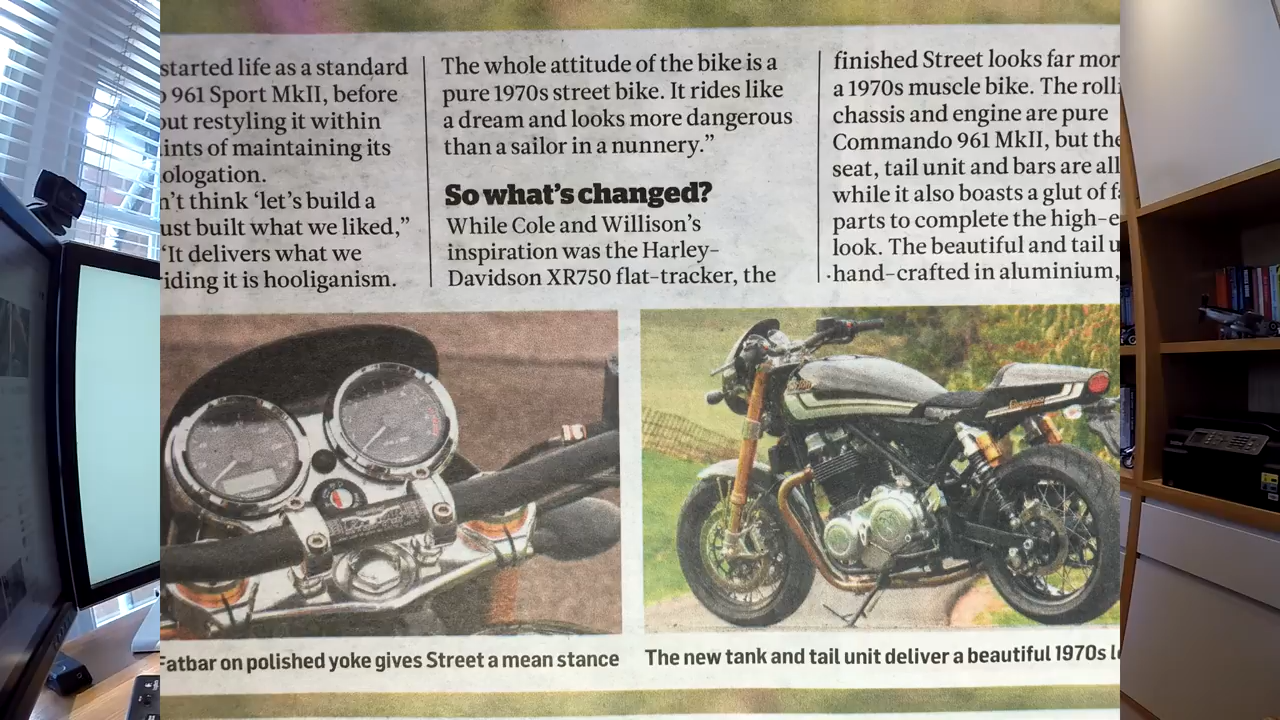 started life as a standard
961 Sport MkII, before
out restyling it within
maintaining its
think ‘let’s build a
built what we liked,”
‘It delivers what we
it is hooliganism.
The whole attitude of the bike is a
pure 1970s street bike. It rides like
a dream and looks more dangerous
than a sailor in a nunnery.”
So what’s changed?
While Cole and Willison’s
inspiration was the Harley-
Davidson XR750 flat-tracker, the
finished Street looks far
a 1970s muscle bike. The
chassis and engine are pure
Commando 961 MkII, but the
seat, tail unit and bars are all
while it also boasts a glut of
parts to complete the
look. The beautiful and tail
hand-crafted in aluminium,
Fatbar on polished yoke gives Street a mean stance
The new tank and tail unit deliver a beautiful 1970s